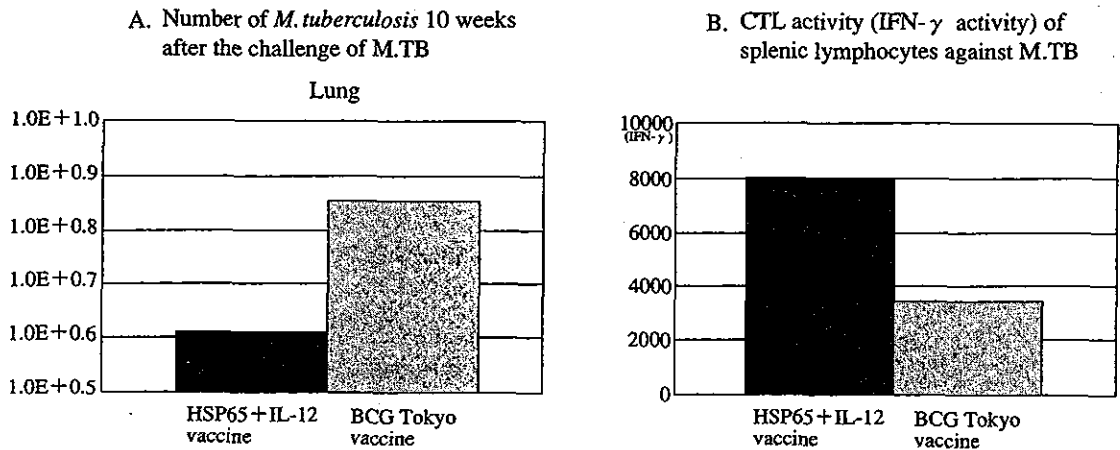 A. Number of M. tuberculosis 10 weeks
after the challenge of M.TB
Lung
1.0E+1.0
1.0E+0.9
1.0E+0.8
1.0E+0.7
1.0E+0.6
1.0E+0.5
HSP65+IL-12
vaccine
BCG Tokyo
vaccine
B. CTL activity (IFN-γ activity) of
splenic lymphocytes against M.TB
10000
(IFN-γ)
8000
6000
4000
2000
0
HSP65+IL-12
vaccine
BCG Tokyo
vaccine